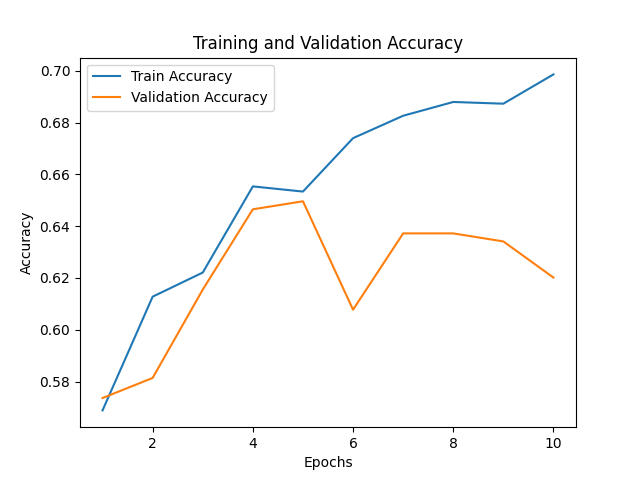 Training and Validation Accuracy
Train Accuracy
Validation Accuracy
Accuracy
0.70
0.68
0.66
0.64
0.62
0.60
0.58
2 4 6 8 10
Epochs